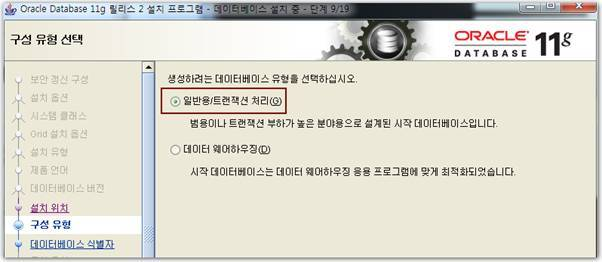 Oracle Database 11g 릴리스 2 설치 프로그램 - 데이터베이스 설치 중 - 단계 9/19
구성 유형 선택
ORACLE
DATABASE
11g
보안 갱신 구성
설치 옵션
시스템 클래스
Grid 설치 옵션
설치 유형
제품 언어
데이터베이스 버전
설치 위치
구성 유형
데이터베이스 식별자
생성하려는 데이터베이스 유형을 선택하십시오.
일반용/트랜잭션 처리(G)
범용이나 트랜잭션 부하가 높은 분야용으로 설계된 시작 데이터베이스입니다.
데이터 웨어하우징(D)
시작 데이터베이스는 데이터 웨어하우징 응용 프로그램에 맞게 최적화되었습니다.